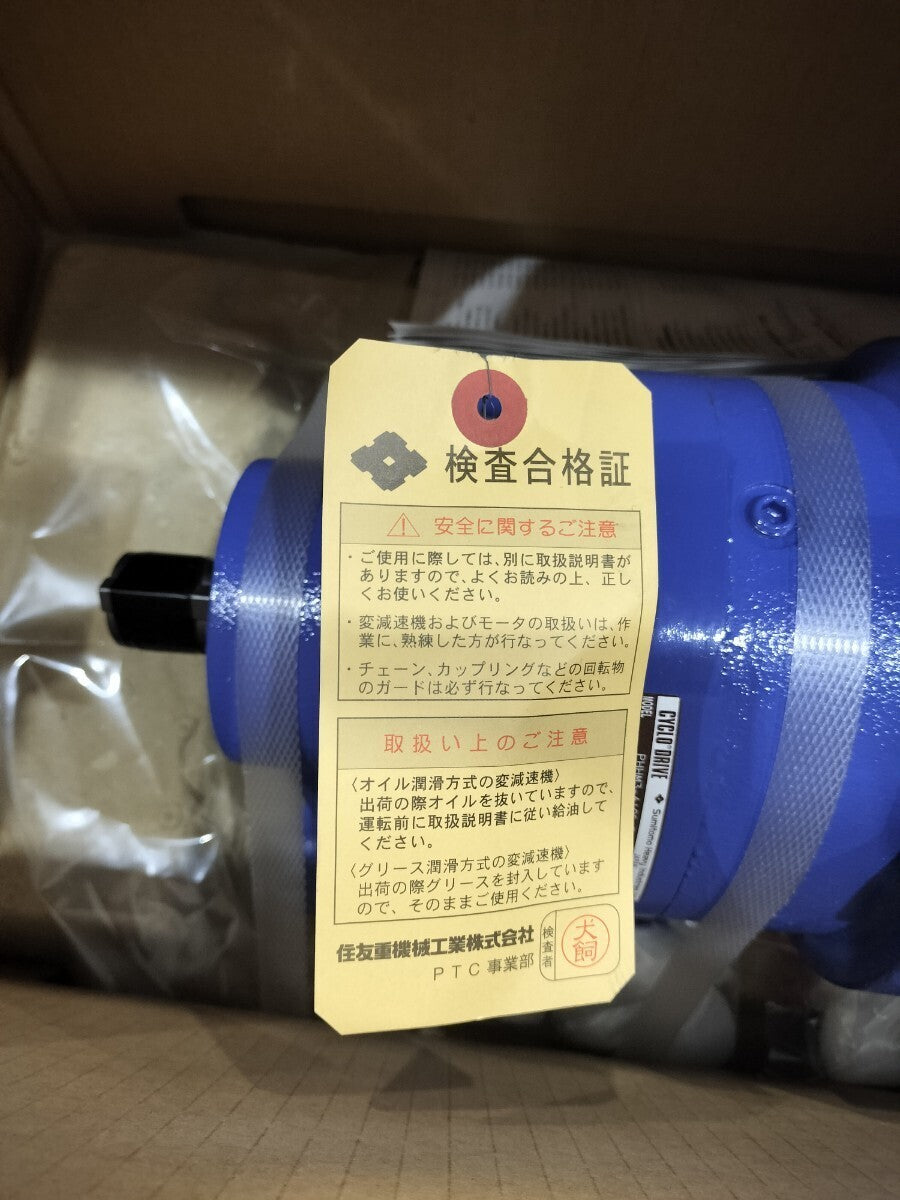 検査合格証
⚠ 安全に関するご注意
・ご使用に際しては、別に取扱説明書が
ありますので、よくお読みの上、正し
くお使いください。
・変減速機およびモータの取扱いは、作
業に、熟練した方が行なってください。
・チェーン、カップリングなどの回転物
のガードは必ず行なってください。
取扱い上のご注意
〈オイル潤滑方式の変減速機〉
出荷の際オイルを抜いていますので、
運転前に取扱説明書に従い給油して
ください。
〈グリース潤滑方式の変減速機〉
出荷の際グリースを封入しています
ので、そのままご使用ください。
住友重機械工業株式会社
PTC事業部
検査者
犬飼
CYCLO DRIVE
Sumitomo Heavy
MODEL